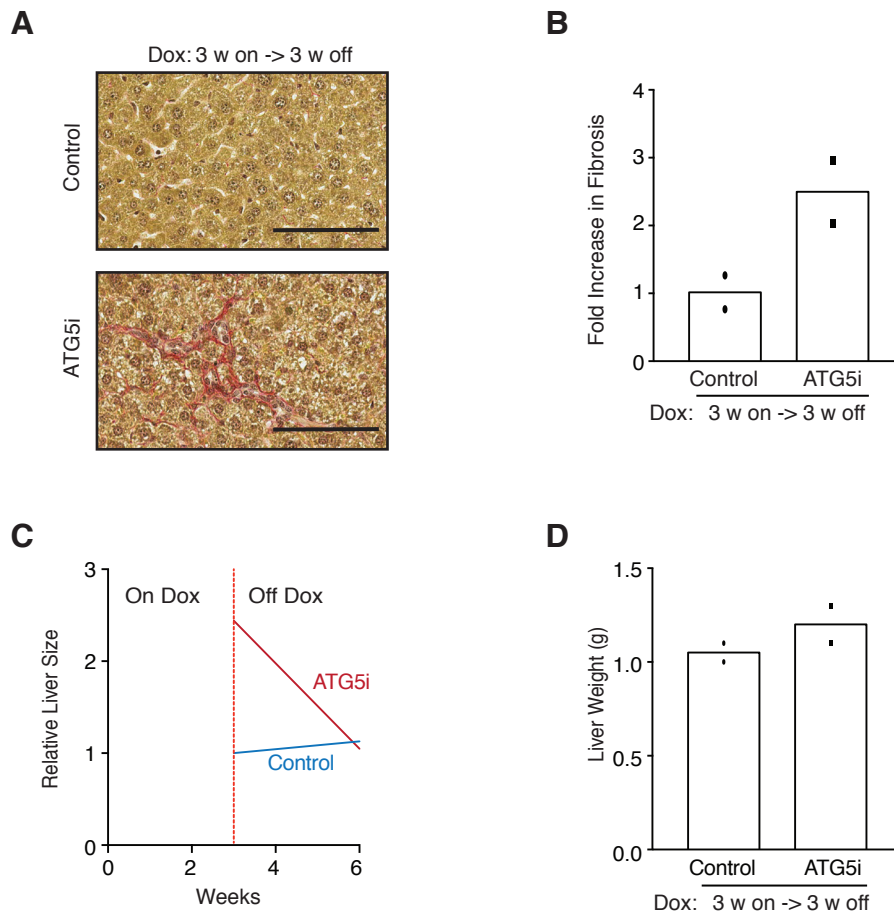 A
Dox: 3 w on -> 3 w off
Control
ATG5i
B
Fold Increase in Fibrosis
4
3
2
1
0
Control ATG5i
Dox: 3 w on -> 3 w off
C
Relative Liver Size
3
2
1
0
On Dox Off Dox
ATG5i
Control
0 2 4 6
Weeks
D
Liver Weight (g)
1.5
1.0
0.5
0.0
Control ATG5i
Dox: 3 w on -> 3 w off